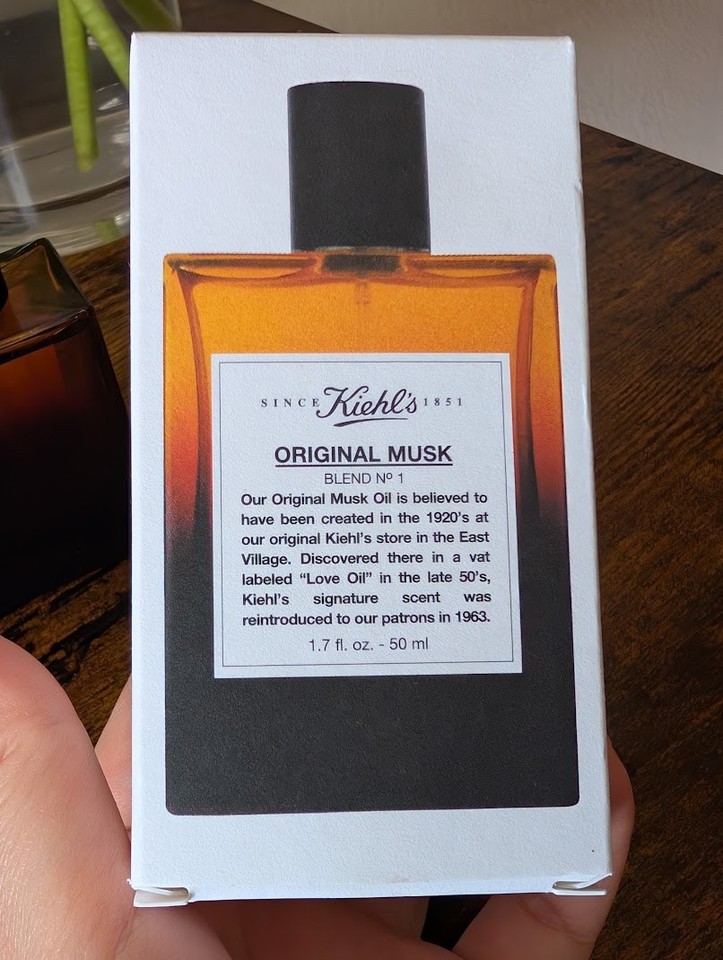 SINCE Kiehl's 1851
ORIGINAL MUSK
BLEND Nº 1
Our Original Musk Oil is believed to
have been created in the 1920's at
our original Kiehl's store in the East
Village. Discovered there in a vat
labeled “Love Oil” in the late 50's,
Kiehl's signature scent was
reintroduced to our patrons in 1963.
1.7 fl. oz. - 50 ml